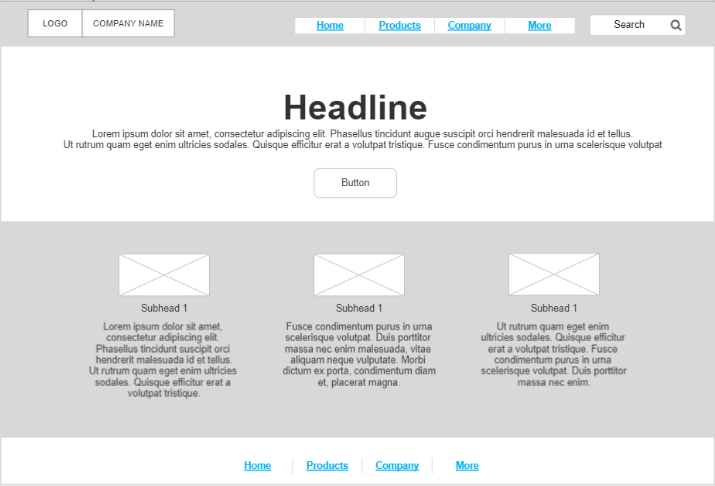 LOGO COMPANY NAME Home Products Company More Search
Headline
Lorem ipsum dolor sit amet, consectetur adipiscing elit. Phasellus tincidunt augue suscipit orci hendrerit malesuada id et tellus.
Ut rutrum quam eget enim ultricies sodales. Quisque efficitur erat a volutpat tristique. Fusce condimentum purus in urna scelerisque volutpat
Button
Subhead 1
Lorem ipsum dolor sit amet,
consectetur adipiscing elit.
Phasellus tincidunt suscipit orci
hendrerit malesuada id et tellus.
Ut rutrum quam eget enim ultricies
sodales. Quisque efficitur erat a
volutpat tristique.
Subhead 1
Fusce condimentum purus in urna
scelerisque volutpat. Duis porttitor
massa nec enim malesuada, vitae
aliquam neque vulputate. Morbi
dictum ex porta, condimentum diam
et, placerat magna.
Subhead 1
Ut rutrum quam eget enim
ultricies sodales. Quisque efficitur
erat a volutpat tristique. Fusce
condimentum purus in urna
scelerisque volutpat. Duis porttitor
massa nec enim.
Home Products Company More